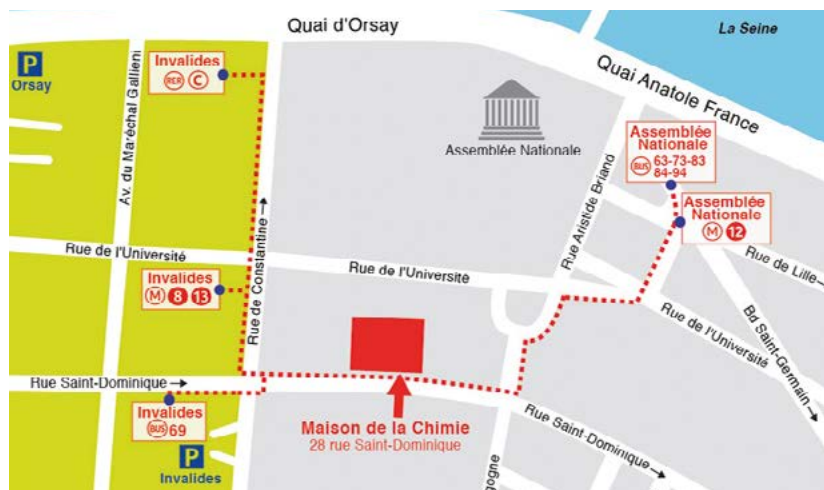 Quai d'Orsay
La Seine
Quai Anatole France
P
Orsay
Invalides
RER C
Av. du Maréchal Gallieni
Assemblée Nationale
Assemblée
Nationale
BUS 63-73-83
84-94
Assemblée
Nationale
M 12
Rue Aristide Briand
Rue de Constantine →
Rue de l'Université
Rue de l'Université
Rue de Lille →
Invalides
M 8 13
Rue de l'Université
Bd Saint-Germain →
Rue Saint-Dominique →
Invalides
BUS 69
Maison de la Chimie
28 rue Saint-Dominique
Rue Saint-Dominique →
P
Invalides
ogogne